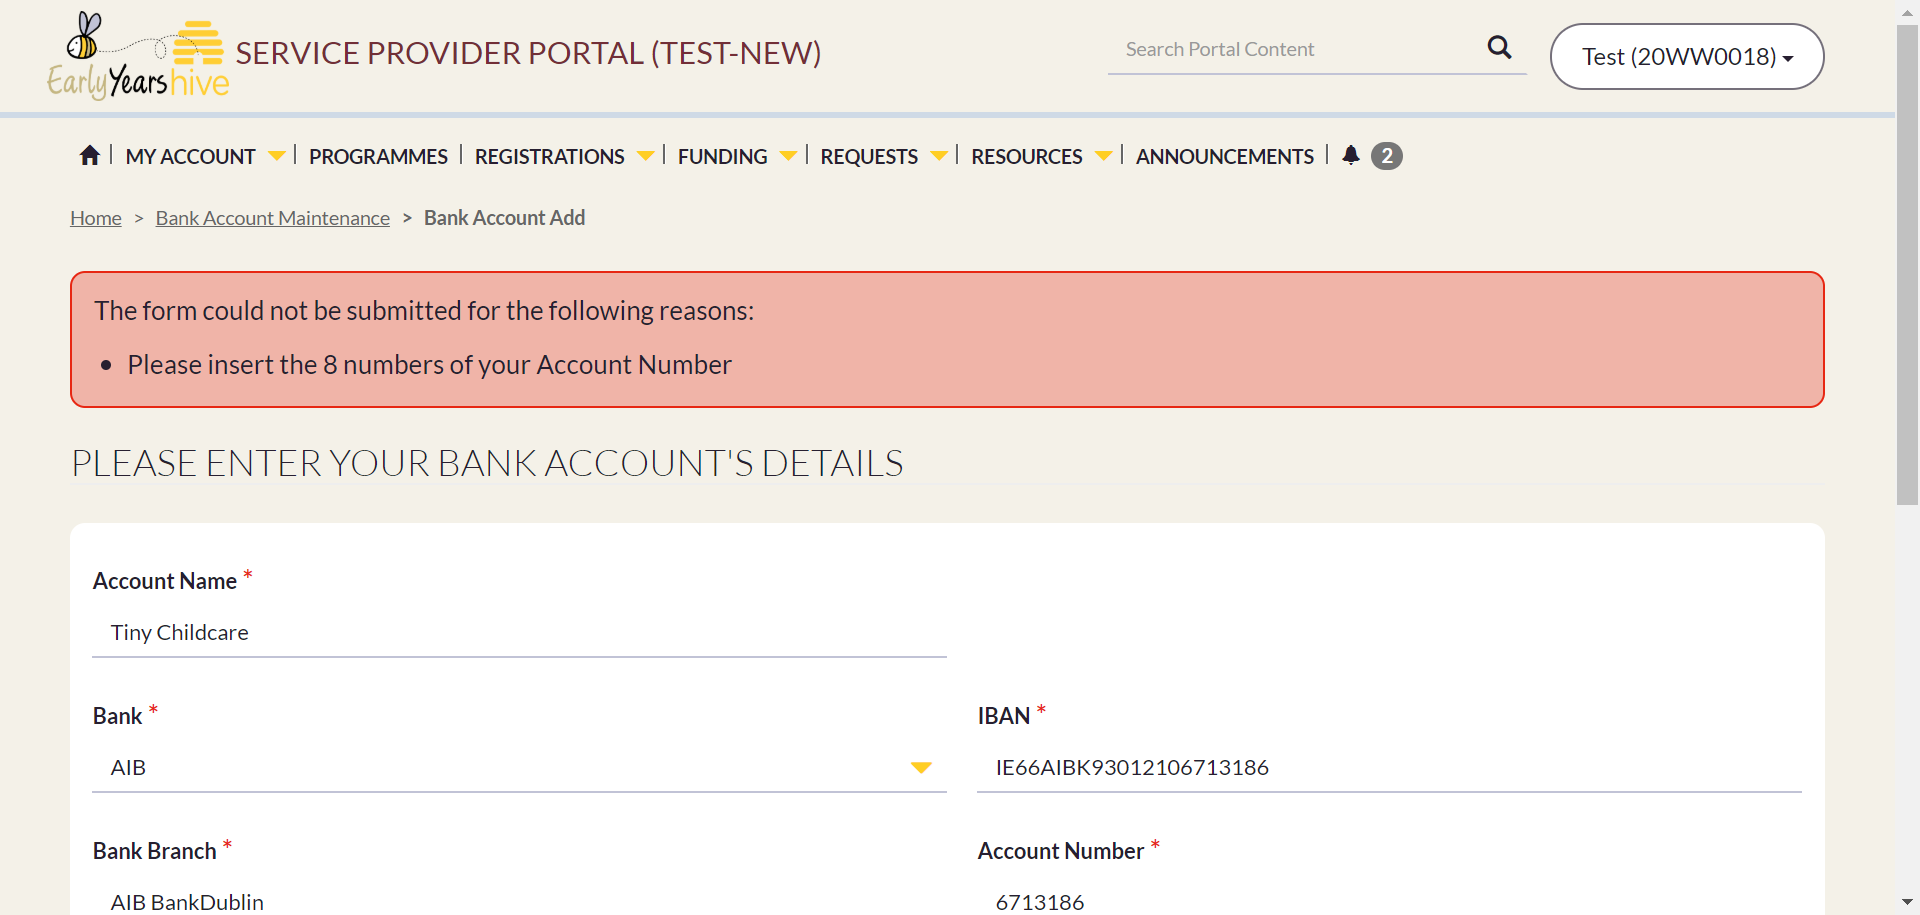 EarlyYearshive
SERVICE PROVIDER PORTAL (TEST-NEW)
Search Portal Content
Test (20WW0018)
MY ACCOUNT
PROGRAMMES
REGISTRATIONS
FUNDING
REQUESTS
RESOURCES
ANNOUNCEMENTS
2
Home > Bank Account Maintenance > Bank Account Add
The form could not be submitted for the following reasons:
• Please insert the 8 numbers of your Account Number
PLEASE ENTER YOUR BANK ACCOUNT'S DETAILS
Account Name *
Tiny Childcare
Bank *
AIB
IBAN *
IE66AIBK93012106713186
Bank Branch *
AIB BankDublin
Account Number *
6713186